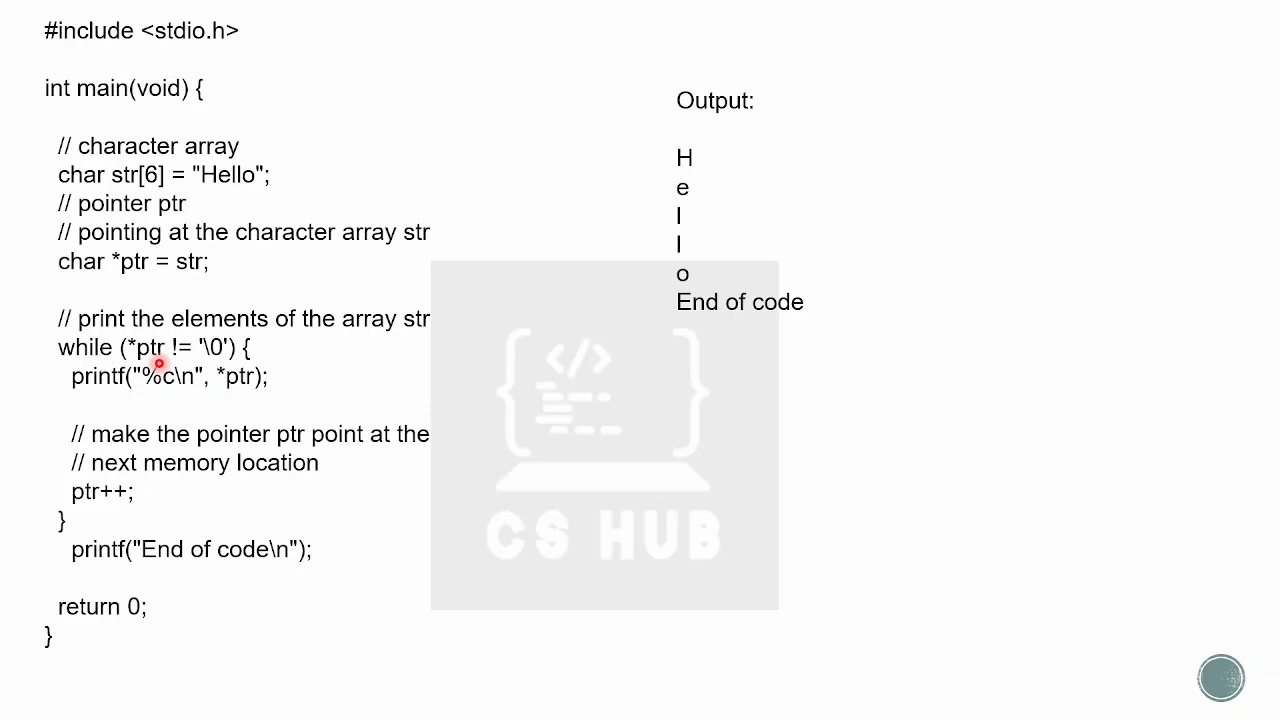 #include <stdio.h>
int main(void) {
// character array
char str[6] = "Hello";
// pointer ptr
// pointing at the character array str
char *ptr = str;
// print the elements of the array str
while (*ptr != '\0') {
printf("%c\n", *ptr);
// make the pointer ptr point at the
// next memory location
ptr++;
}
printf("End of code\n");
return 0;
}
Output:
H
e
l
l
o
End of code
{ </> }
CS HUB